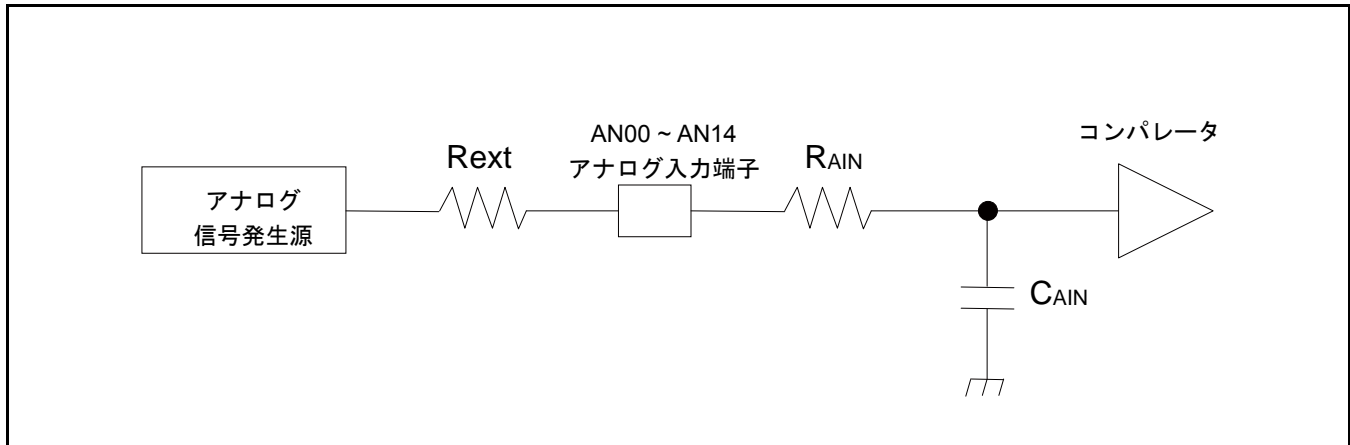 アナログ
信号発生源
Rext
AN00 ~ AN14
アナログ入力端子
RAIN
コンパレータ
CAIN